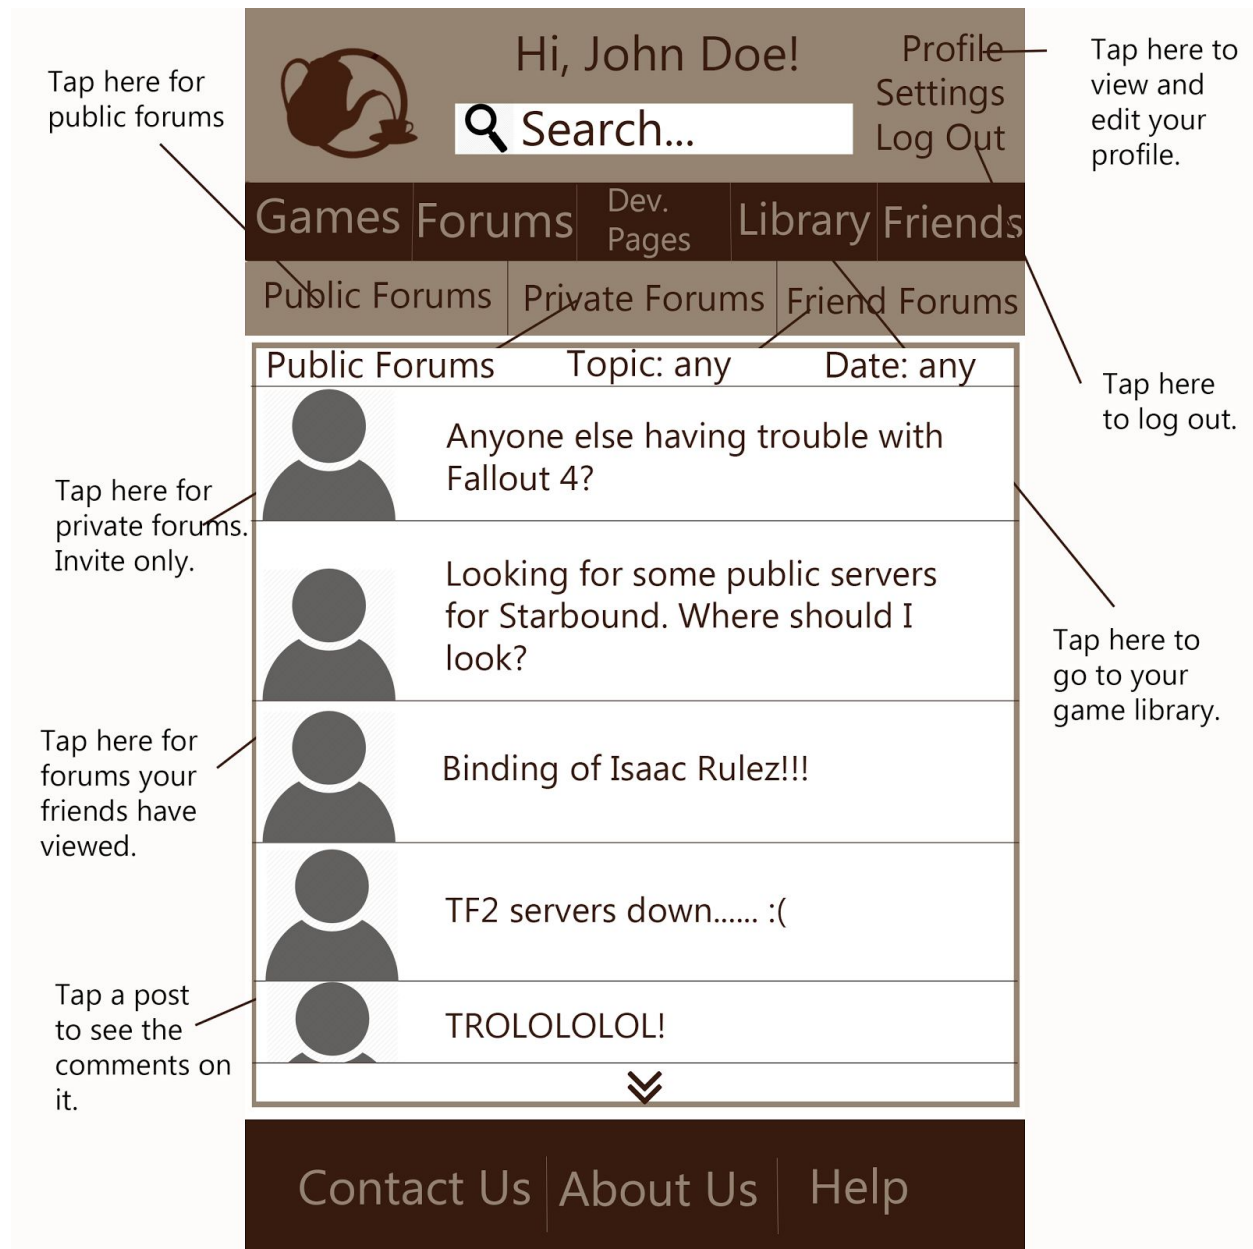 Hi, John Doe!
Search...
Profile
Settings
Log Out
Games
Forums
Dev.
Pages
Library
Friends
Public Forums
Private Forums
Friend Forums
Public Forums
Topic: any
Date: any
Anyone else having trouble with
Fallout 4?
Looking for some public servers
for Starbound. Where should I
look?
Binding of Isaac Rulez!!!
TF2 servers down...... :(
TROLOLOLOL!
Contact Us
About Us
Help
Tap here for
public forums
Tap here for
private forums.
Invite only.
Tap here for
forums your
friends have
viewed.
Tap a post
to see the
comments on
it.
Tap here to
view and
edit your
profile.
Tap here
to log out.
Tap here to
go to your
game library.